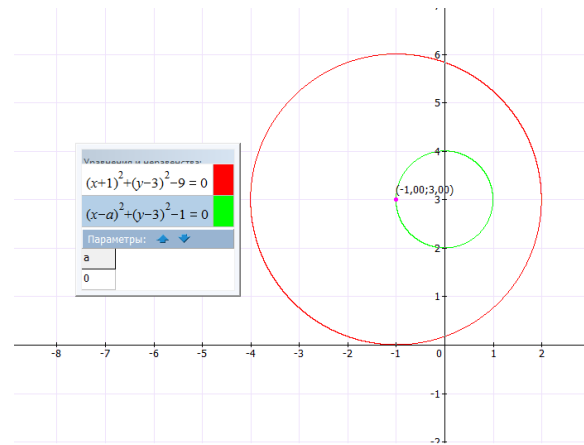 7
6
5
4
(-1,00;3,00)
3
2
1
-8 -7 -6 -5 -4 -3 -2 -1 0 1 2
-1
-2
Уравнения и неравенства:
(x+1)²+(y-3)²-9 = 0
(x-a)²+(y-3)²-1 = 0
Параметры:
a
0